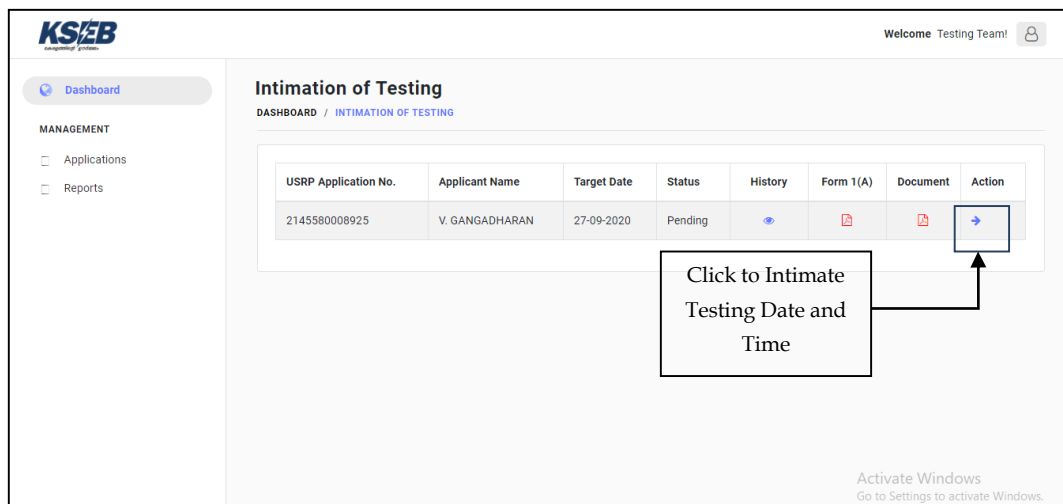 KSEB
Welcome Testing Team!
Dashboard
Intimation of Testing
DASHBOARD / INTIMATION OF TESTING
MANAGEMENT
Applications
Reports
USRP Application No. Applicant Name Target Date Status History Form 1(A) Document Action
2145580008925 V. GANGADHARAN 27-09-2020 Pending
Click to Intimate
Testing Date and
Time
Activate Windows
Go to Settings to activate Windows.